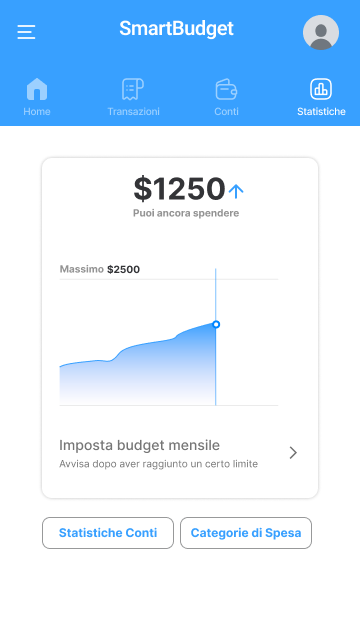 SmartBudget
Home Transazioni Conti Statistiche
$1250
Puoi ancora spendere
Massimo $2500
Imposta budget mensile
Avvisa dopo aver raggiunto un certo limite
Statistiche Conti Categorie di Spesa